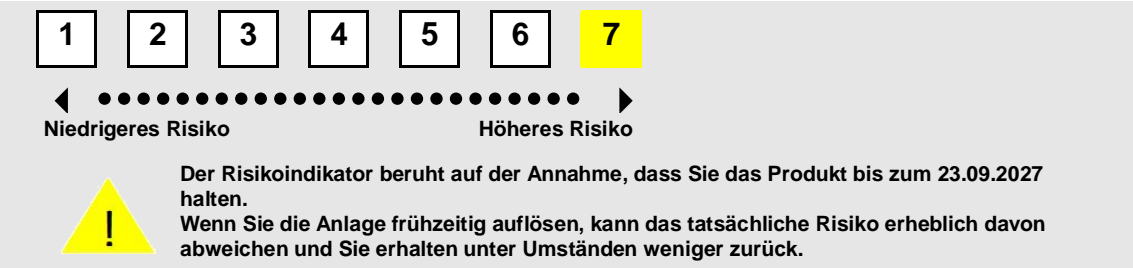 1 2 3 4 5 6 7
Niedrigeres Risiko Höheres Risiko
Der Risikoindikator beruht auf der Annahme, dass Sie das Produkt bis zum 23.09.2027
halten.
Wenn Sie die Anlage frühzeitig auflösen, kann das tatsächliche Risiko erheblich davon
abweichen und Sie erhalten unter Umständen weniger zurück.
!